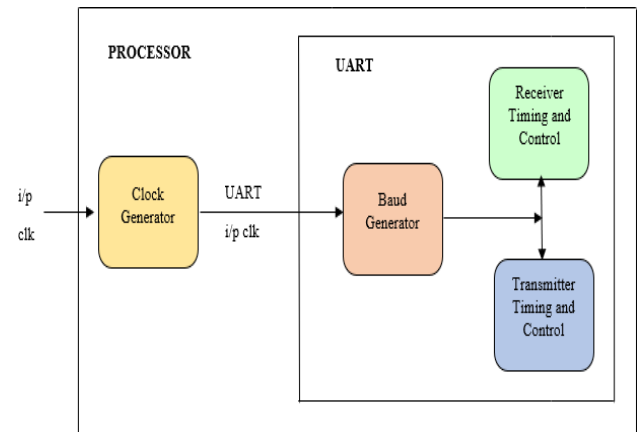 PROCESSOR
UART
Receiver
Timing and
Control
i/p
clk
Clock
Generator
UART
i/p clk
Baud
Generator
Transmitter
Timing and
Control